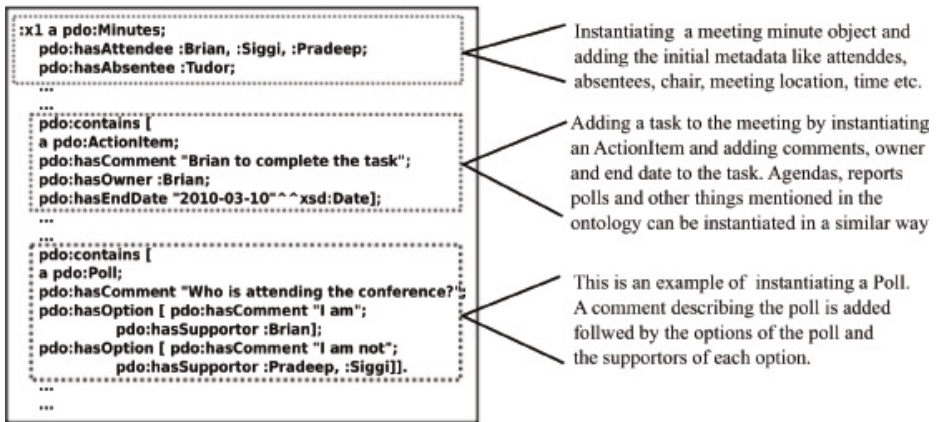 :x1 a pdo:Minutes;
pdo:hasAttendee :Brian, :Siggi, :Pradeep;
pdo:hasAbsentee :Tudor;
...
...
pdo:contains [
a pdo:ActionItem;
pdo:hasComment "Brian to complete the task";
pdo:hasOwner :Brian;
pdo:hasEndDate "2010-03-10"^^xsd:Date];
...
...
pdo:contains [
a pdo:Poll;
pdo:hasComment "Who is attending the conference?";
pdo:hasOption [ pdo:hasComment "I am";
pdo:hasSupportor :Brian];
pdo:hasOption [ pdo:hasComment "I am not";
pdo:hasSupportor :Pradeep, :Siggi]].
...
...
Instantiating a meeting minute object and
adding the initial metadata like attenddes,
absentees, chair, meeting location, time etc.
Adding a task to the meeting by instantiating
an ActionItem and adding comments, owner
and end date to the task. Agendas, reports
polls and other things mentioned in the
ontology can be instantiated in a similar way
This is an example of instantiating a Poll.
A comment describing the poll is added
follwed by the options of the poll and
the supportors of each option.